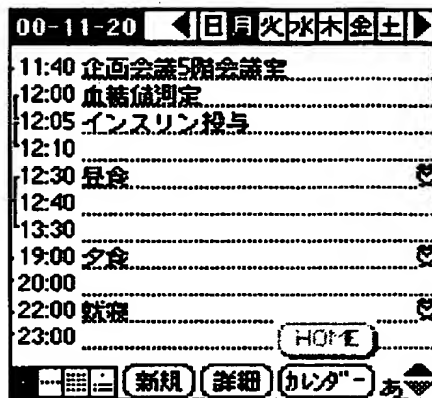 00-11-20 日 月 火 水 木 金 土
11:40 企画会議5階会議室
12:00 血糖値測定
12:05 インスリン投与
12:10
12:30 昼食
12:40
13:30
19:00 夕食
20:00
22:00 就寝
23:00
HOME
新規 詳細 カレンダー あ